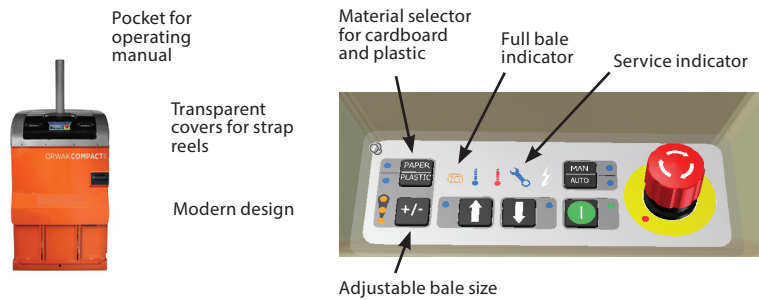 Pocket for
operating
manual
Transparent
covers for strap
reels
Modern design
ORWAK COMPACT
Material selector
for cardboard
and plastic
Full bale
indicator
Service indicator
PAPER
PLASTIC
MAN
AUTO
+/-
Adjustable bale size